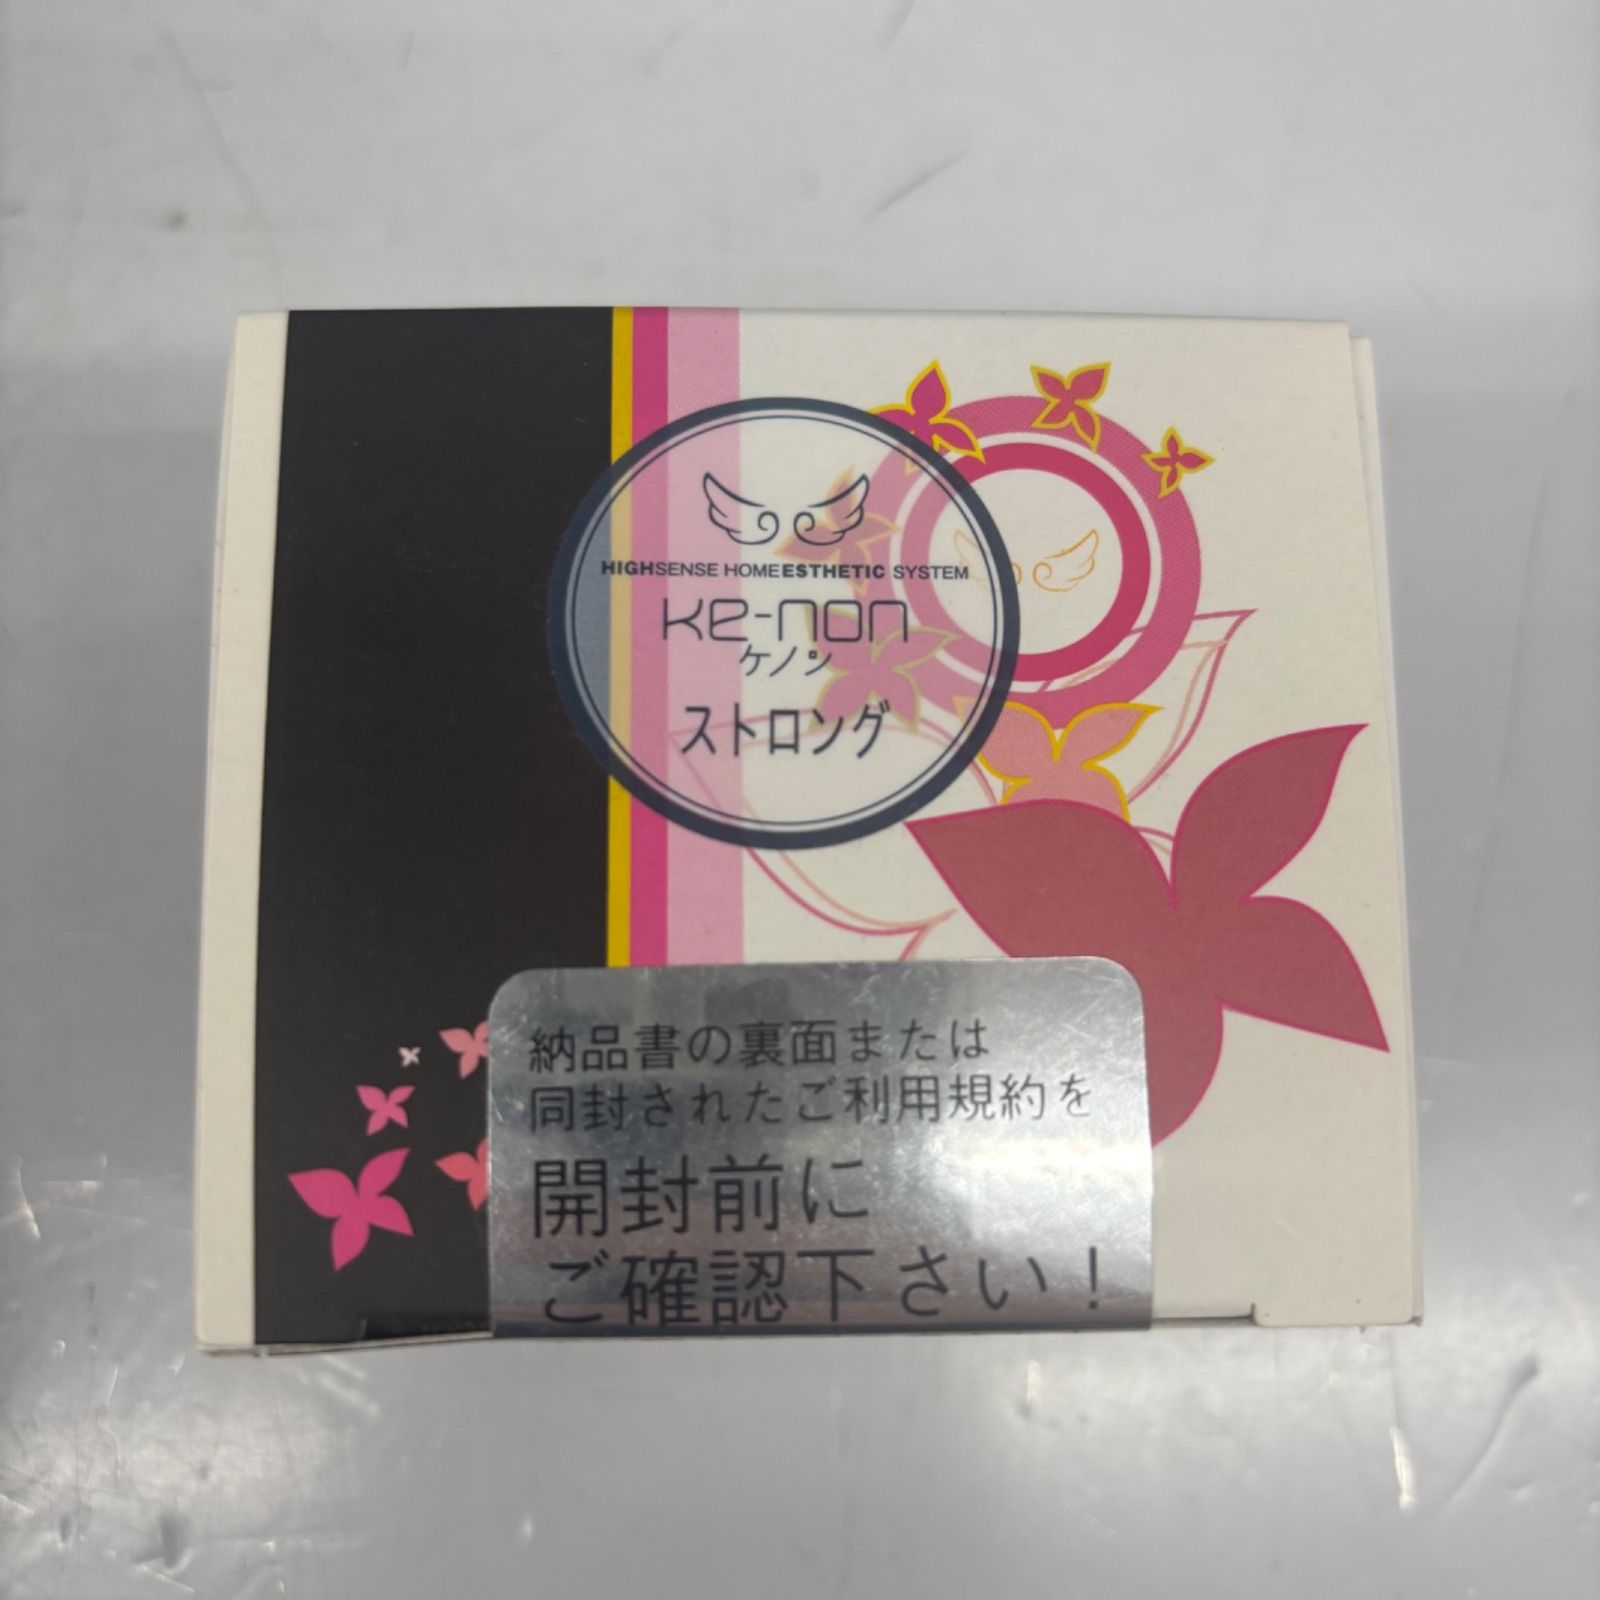 HIGHSENSE HOMEESTHETIC SYSTEM
ke-non
ケノン
ストロング
納品書の裏面または
同封されたご利用規約を
開封前に
ご確認下さい！